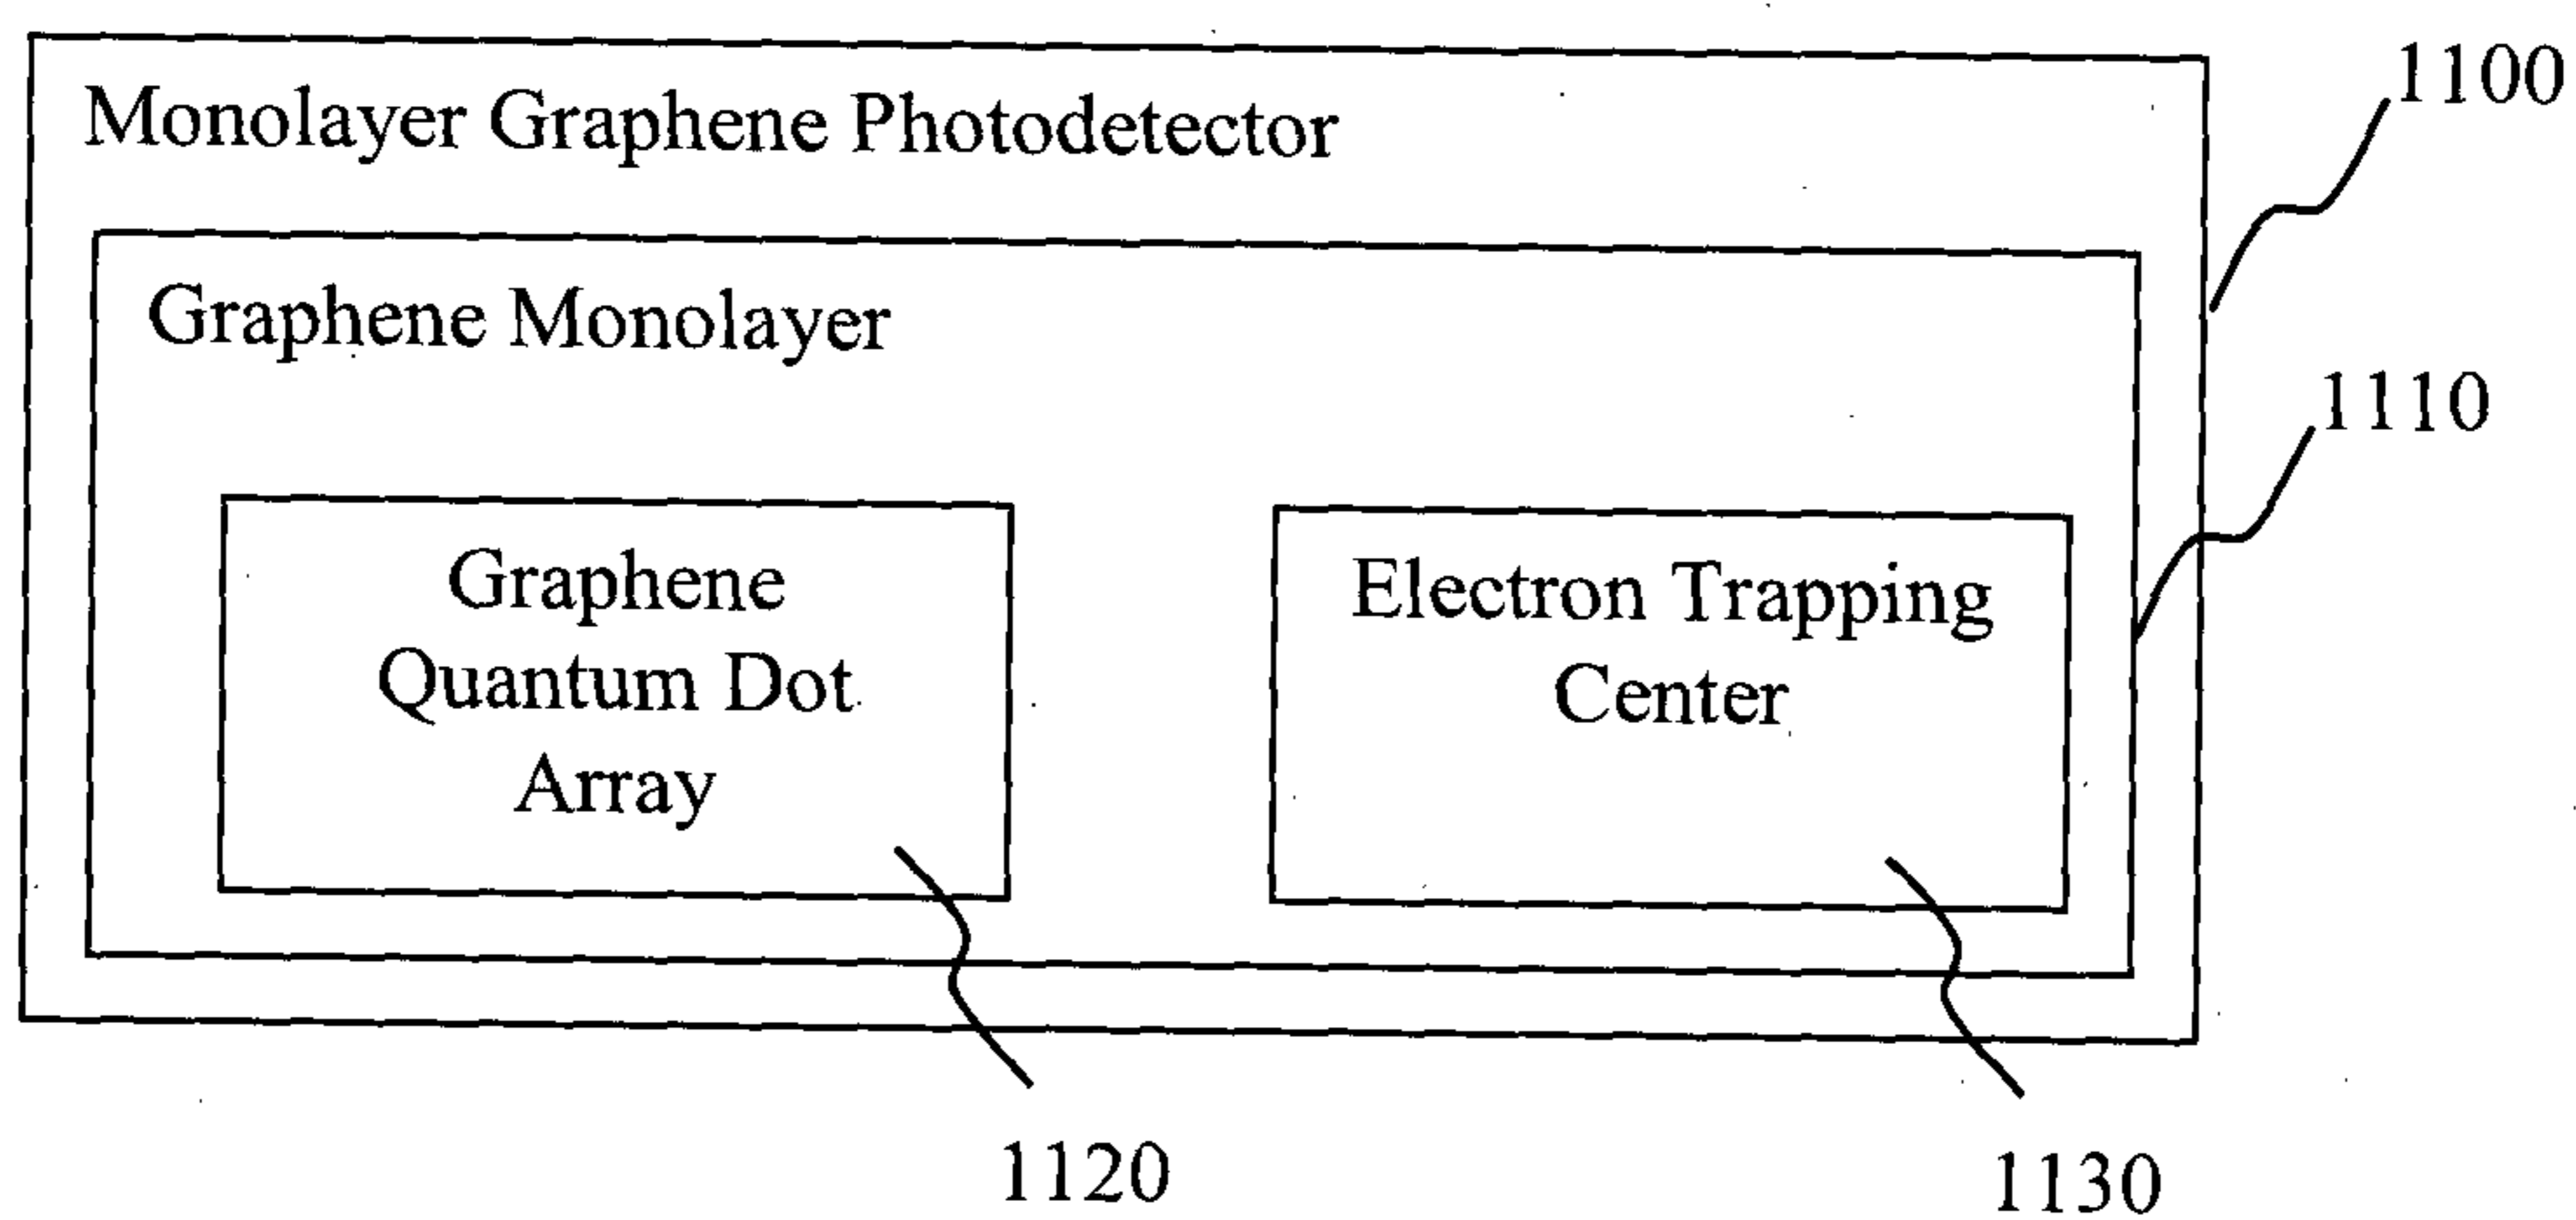 Monolayer Graphene Photodetector
1100
Graphene Monolayer
1110
Graphene
Quantum Dot
Array
Electron Trapping
Center
1120
1130